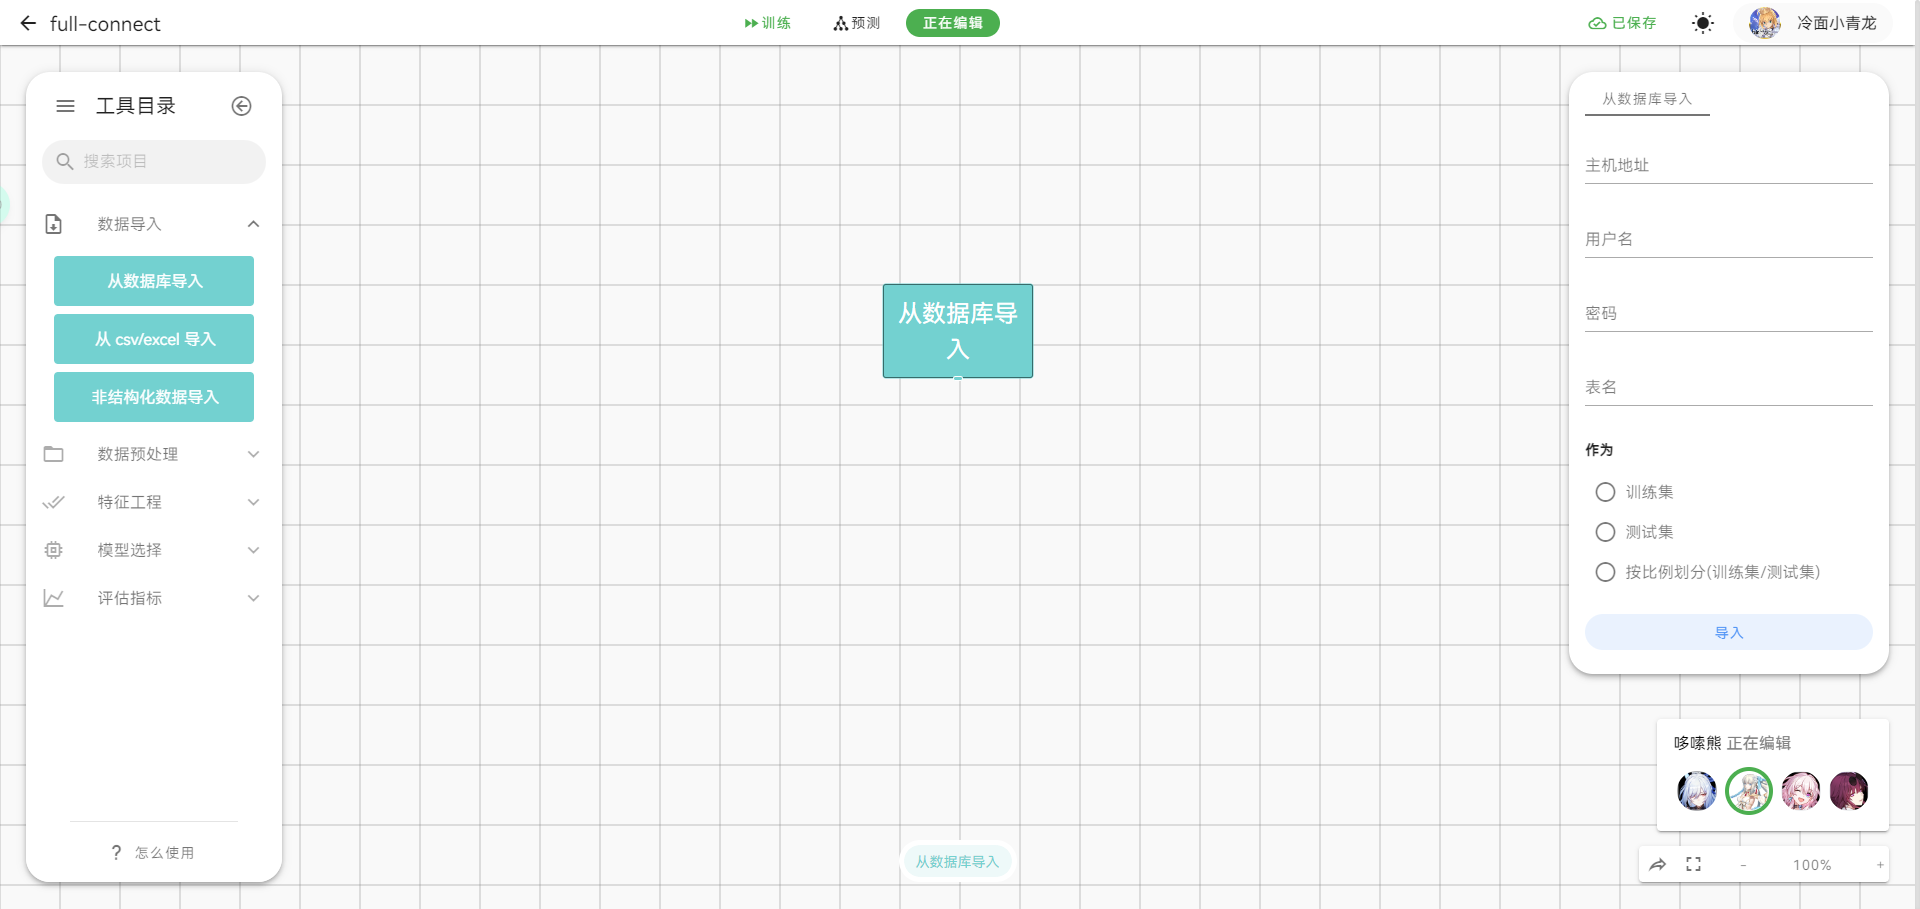 full-connect
训练
预测
正在编辑
已保存
冷面小青龙
工具目录
搜索项目
数据导入
从数据库导入
从 csv/excel 导入
非结构化数据导入
数据预处理
特征工程
模型选择
评估指标
? 怎么使用
从数据库导
入
从数据库导入
从数据库导入
主机地址
用户名
密码
表名
作为
训练集
测试集
按比例划分(训练集/测试集)
导入
哆嗦熊 正在编辑
- 100% +